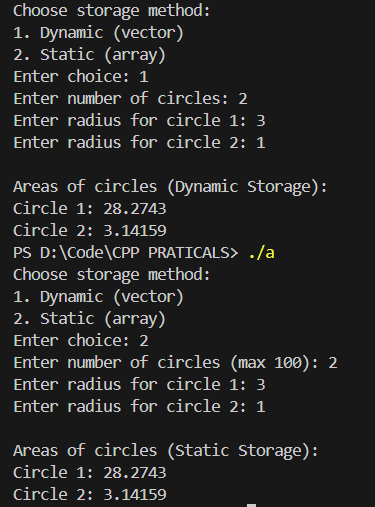 Choose storage method:
1. Dynamic (vector)
2. Static (array)
Enter choice: 1
Enter number of circles: 2
Enter radius for circle 1: 3
Enter radius for circle 2: 1
Areas of circles (Dynamic Storage):
Circle 1: 28.2743
Circle 2: 3.14159
PS D:\Code\CPP PRATICALS> ./a
Choose storage method:
1. Dynamic (vector)
2. Static (array)
Enter choice: 2
Enter number of circles (max 100): 2
Enter radius for circle 1: 3
Enter radius for circle 2: 1
Areas of circles (Static Storage):
Circle 1: 28.2743
Circle 2: 3.14159